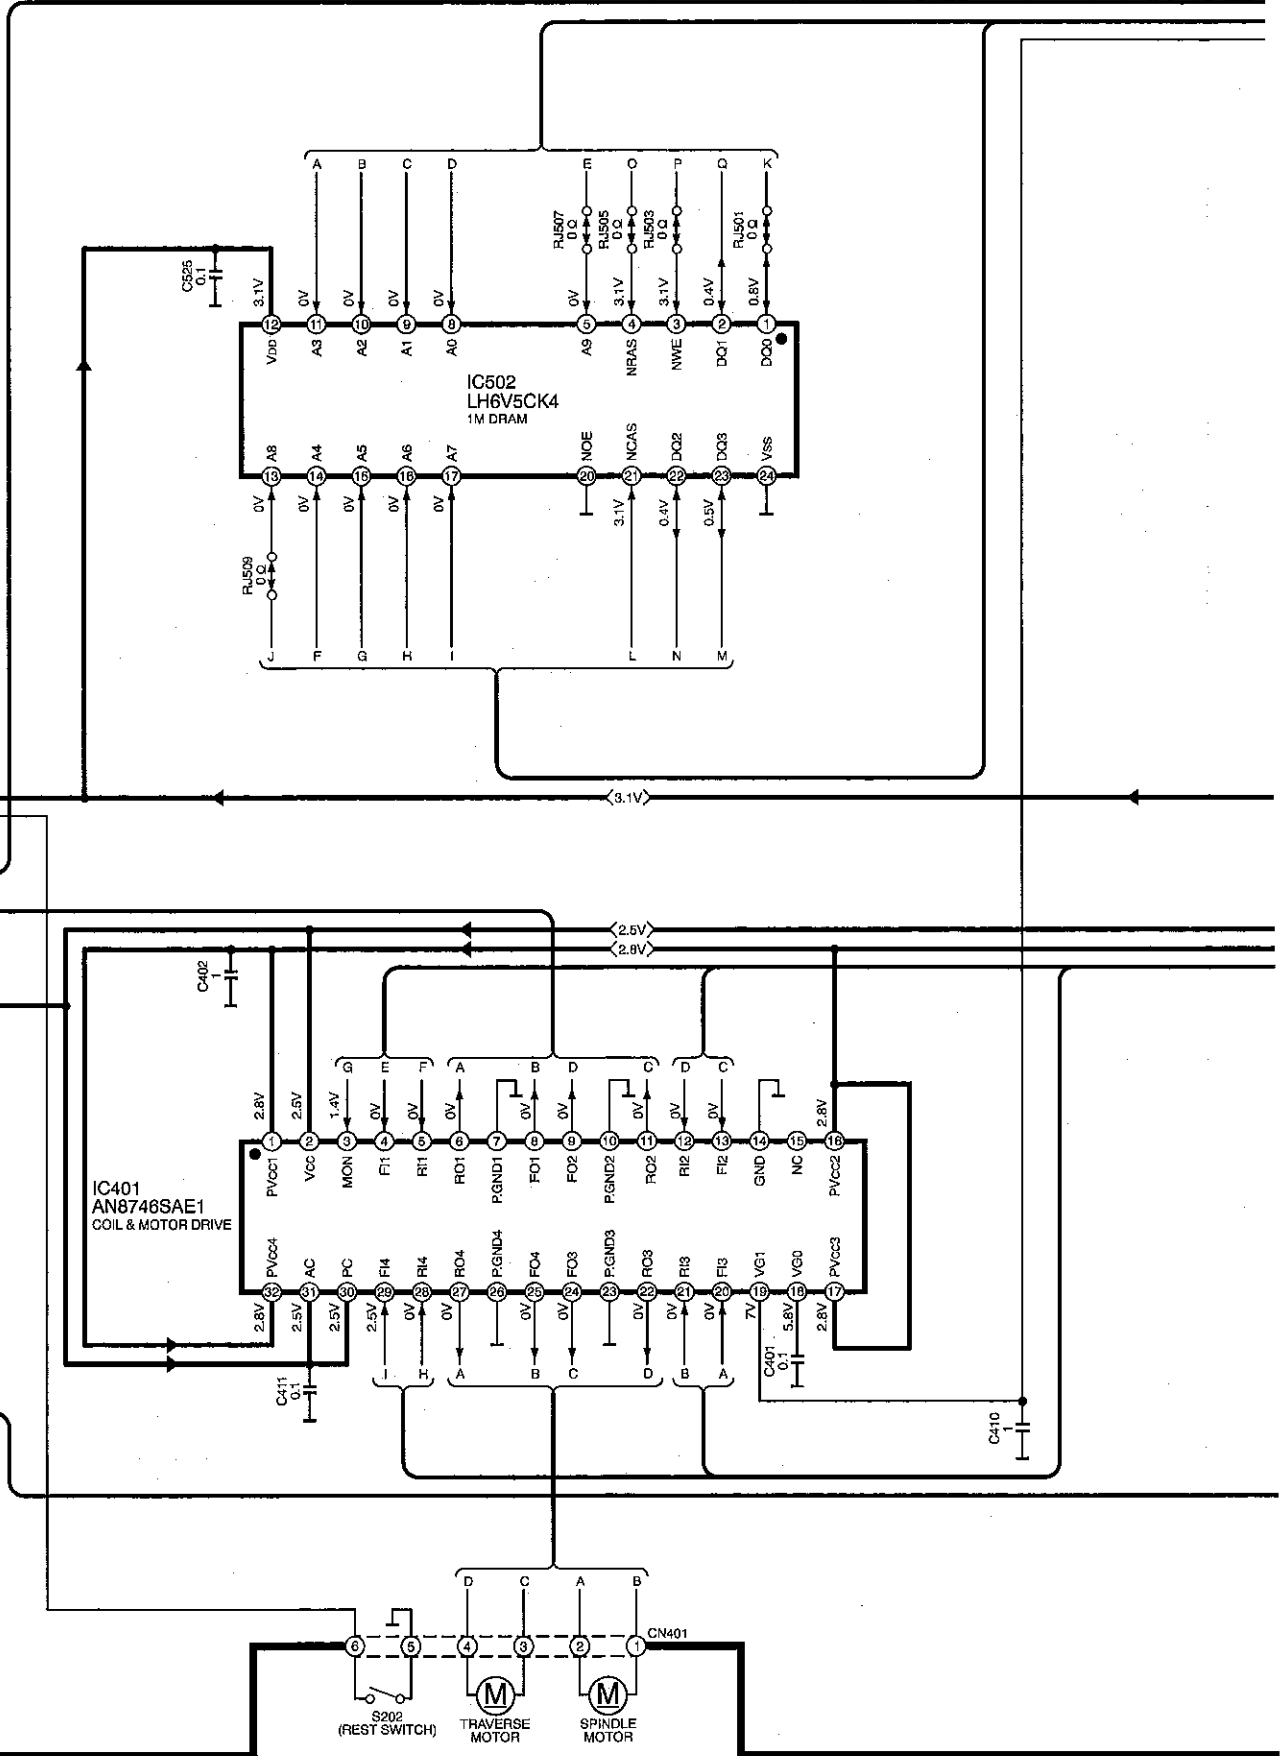 A B C D E O P Q K
RJ507 0 Ω
RJ505 0 Ω
RJ503 0 Ω
RJ501 0 Ω
C525 0.1
3.1V 0V 0V 0V 0V 0V 3.1V 3.1V 0.4V 0.8V
12 11 10 9 8 5 4 3 2 1
VDD A3 A2 A1 A0 A9 NRAS NWE DQ1 DQ0
IC502
LH6V5CK4
1M DRAM
A8 A4 A5 A6 A7 NOE NCAS DQ2 DQ3 VSS
13 14 15 16 17 20 21 22 23 24
0V 0V 0V 0V 0V 3.1V 0.4V 0.5V
RJ509 0 Ω
J F G H I L N M
3.1V
2.5V
2.8V
C402 1
G E F A B D C D C
2.8V 2.5V 1.4V 0V 0V 0V 0V 0V 0V 0V 0V 2.8V
1 2 3 4 5 6 7 8 9 10 11 12 13 14 15 16
PVCC1 VCC MON FI1 RI1 RO1 P.GND1 FO1 FO2 P.GND2 RO2 RI2 FI2 GND NC PVCC2
IC401
AN8746SAE1
COIL & MOTOR DRIVE
PVCC4 AC PC FI4 RI4 RO4 P.GND4 FO4 FO3 P.GND3 RO3 RI3 FI3 VG1 VG0 PVCC3
32 31 30 29 28 27 26 25 24 23 22 21 20 19 18 17
2.8V 2.5V 2.5V 2.5V 0V 0V 0V 0V 0V 0V 0V 7V 5.8V 2.8V
C401 0.1
I H A B C D B A
C411 0.1
C410 1
D C A B
6 5 4 3 2 1 CN401
M M
S202
(REST SWITCH)
TRAVERSE
MOTOR
SPINDLE
MOTOR